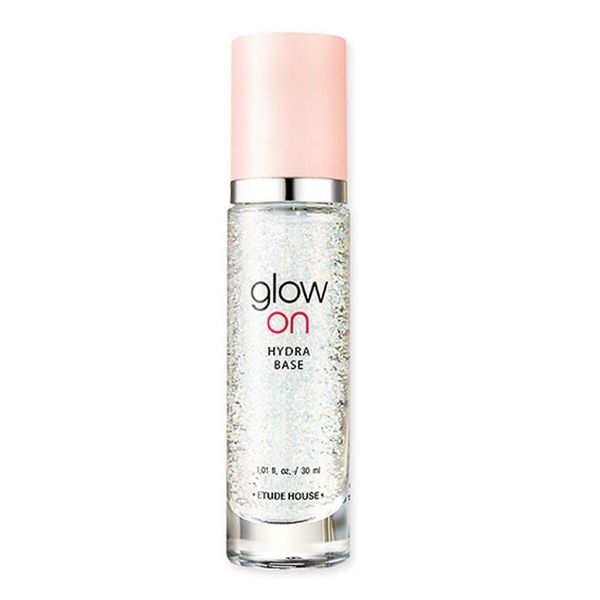 glow
on
HYDRA
BASE
1.01 fl. oz. / 30 ml
• ETUDE HOUSE •